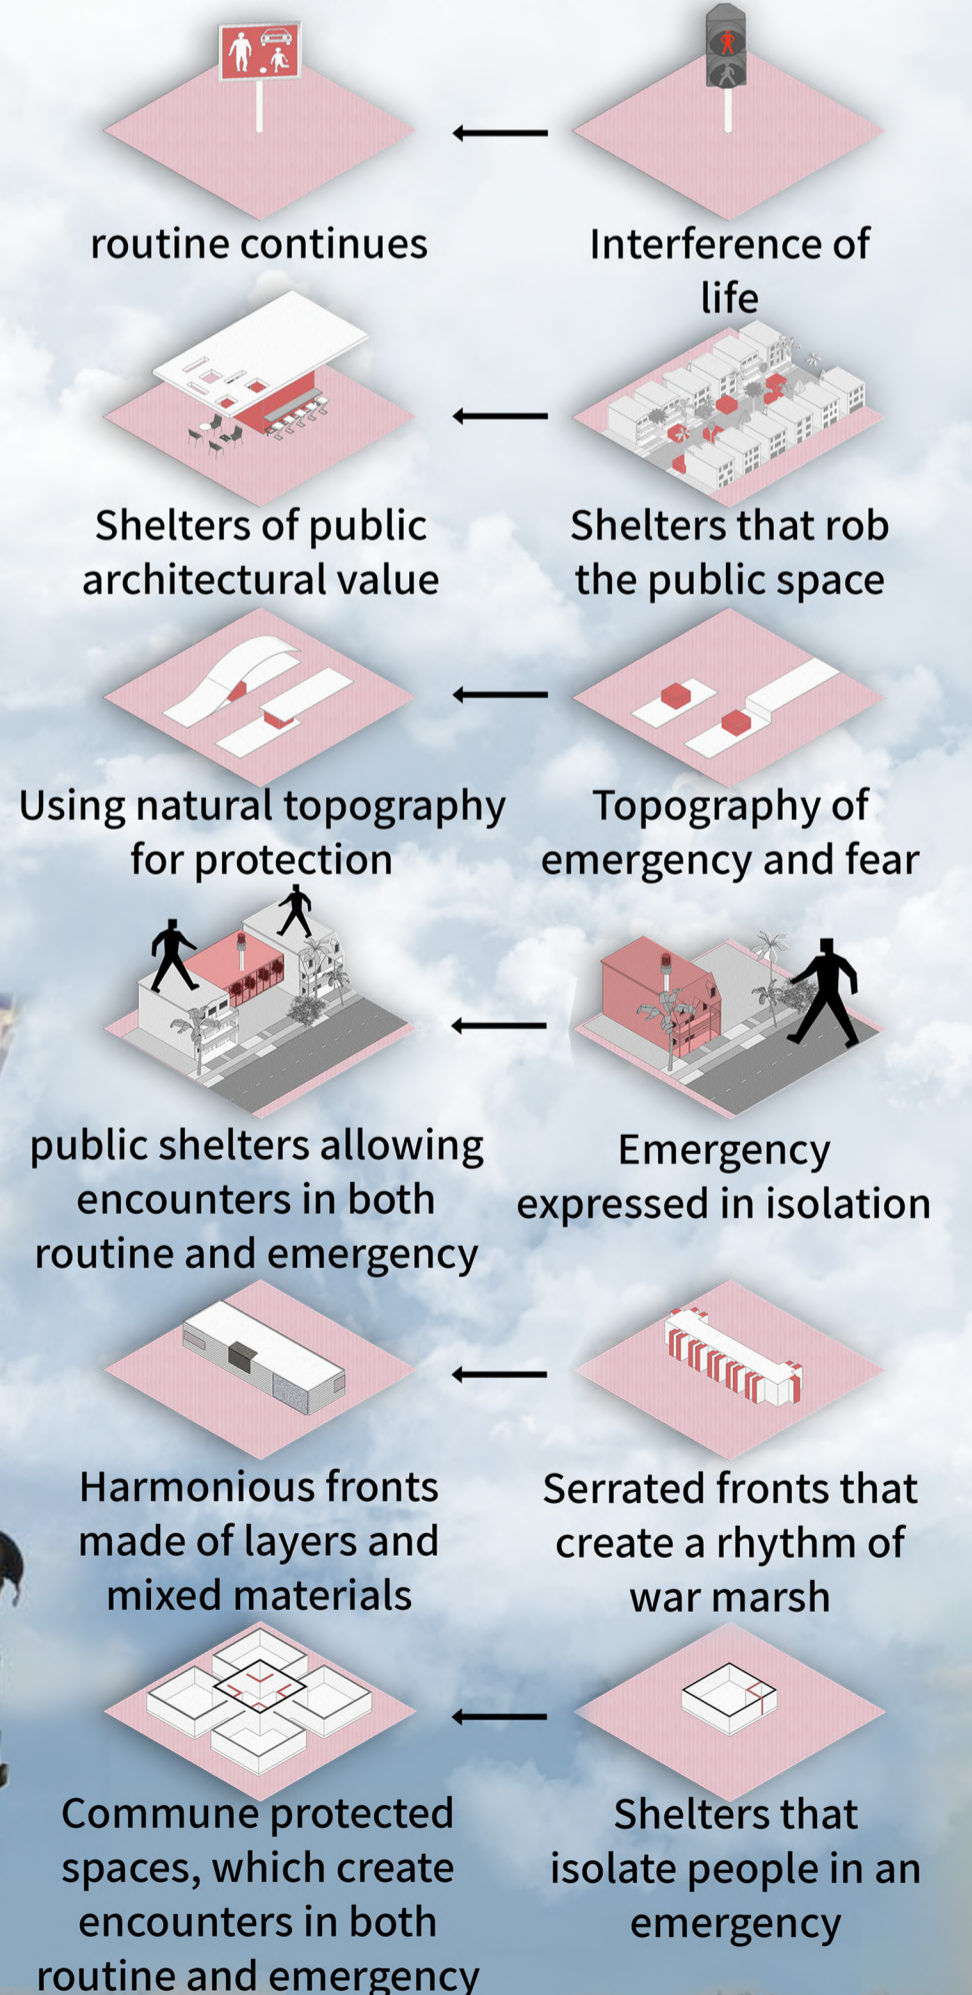 routine continues
Interference of
life
Shelters of public
architectural value
Shelters that rob
the public space
Using natural topography
for protection
Topography of
emergency and fear
public shelters allowing
encounters in both
routine and emergency
Emergency
expressed in isolation
Harmonious fronts
made of layers and
mixed materials
Serrated fronts that
create a rhythm of
war marsh
Commune protected
spaces, which create
encounters in both
routine and emergency
Shelters that
isolate people in an
emergency